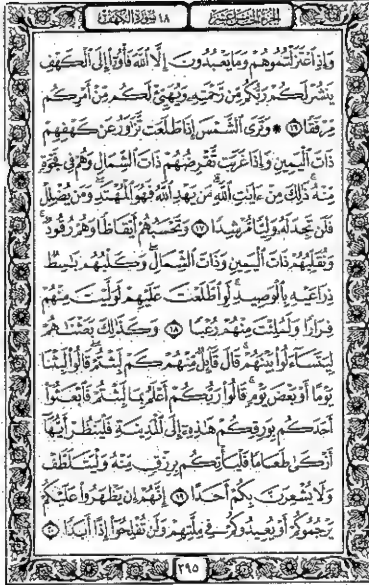 ١٨ سورة الكهف الجزء الخامس عشر
وَإِذِ ٱعْتَزَلْتُمُوهُمْ وَمَا يَعْبُدُونَ إِلَّا ٱللَّهَ فَأْوُۥٓا۟ إِلَى ٱلْكَهْفِ
يَنشُرْ لَكُمْ رَبُّكُم مِّن رَّحْمَتِهِۦ وَيُهَيِّئْ لَكُم مِّنْ أَمْرِكُم
مِّرْفَقًا ١٦ ۞ وَتَرَى ٱلشَّمْسَ إِذَا طَلَعَت تَّزَٰوَرُ عَن كَهْفِهِمْ
ذَاتَ ٱلْيَمِينِ وَإِذَا غَرَبَت تَّقْرِضُهُمْ ذَاتَ ٱلشِّمَالِ وَهُمْ فِى فَجْوَةٍ
مِّنْهُ ۚ ذَٰلِكَ مِنْ ءَايَٰتِ ٱللَّهِ ۗ مَن يَهْدِ ٱللَّهُ فَهُوَ ٱلْمُهْتَدِ ۖ وَمَن يُضْلِلْ
فَلَن تَجِدَ لَهُۥ وَلِيًّا مُّرْشِدًا ١٧ وَتَحْسَبُهُمْ أَيْقَاظًا وَهُمْ رُقُودٌ ۚ
وَنُقَلِّبُهُمْ ذَاتَ ٱلْيَمِينِ وَذَاتَ ٱلشِّمَالِ ۖ وَكَلْبُهُم بَٰسِطٌ
ذِرَاعَيْهِ بِٱلْوَصِيدِ ۚ لَوِ ٱطَّلَعْتَ عَلَيْهِمْ لَوَلَّيْتَ مِنْهُمْ
فِرَارًا وَلَمُلِئْتَ مِنْهُمْ رُعْبًا ١٨ وَكَذَٰلِكَ بَعَثْنَٰهُمْ
لِيَتَسَآءَلُوا۟ بَيْنَهُمْ ۚ قَالَ قَآئِلٌ مِّنْهُمْ كَمْ لَبِثْتُمْ ۖ قَالُوا۟ لَبِثْنَا
يَوْمًا أَوْ بَعْضَ يَوْمٍ ۚ قَالُوا۟ رَبُّكُمْ أَعْلَمُ بِمَا لَبِثْتُمْ فَٱبْعَثُوٓا۟
أَحَدَكُم بِوَرِقِكُمْ هَٰذِهِۦٓ إِلَى ٱلْمَدِينَةِ فَلْيَنظُرْ أَيُّهَآ
أَزْكَىٰ طَعَامًا فَلْيَأْتِكُم بِرِزْقٍ مِّنْهُ وَلْيَتَلَطَّفْ
وَلَا يُشْعِرَنَّ بِكُمْ أَحَدًا ١٩ إِنَّهُمْ إِن يَظْهَرُوا۟ عَلَيْكُمْ
يَرْجُمُوكُمْ أَوْ يُعِيدُوكُمْ فِى مِلَّتِهِمْ وَلَن تُفْلِحُوٓا۟ إِذًا أَبَدًا ٢٠
٢٩٥